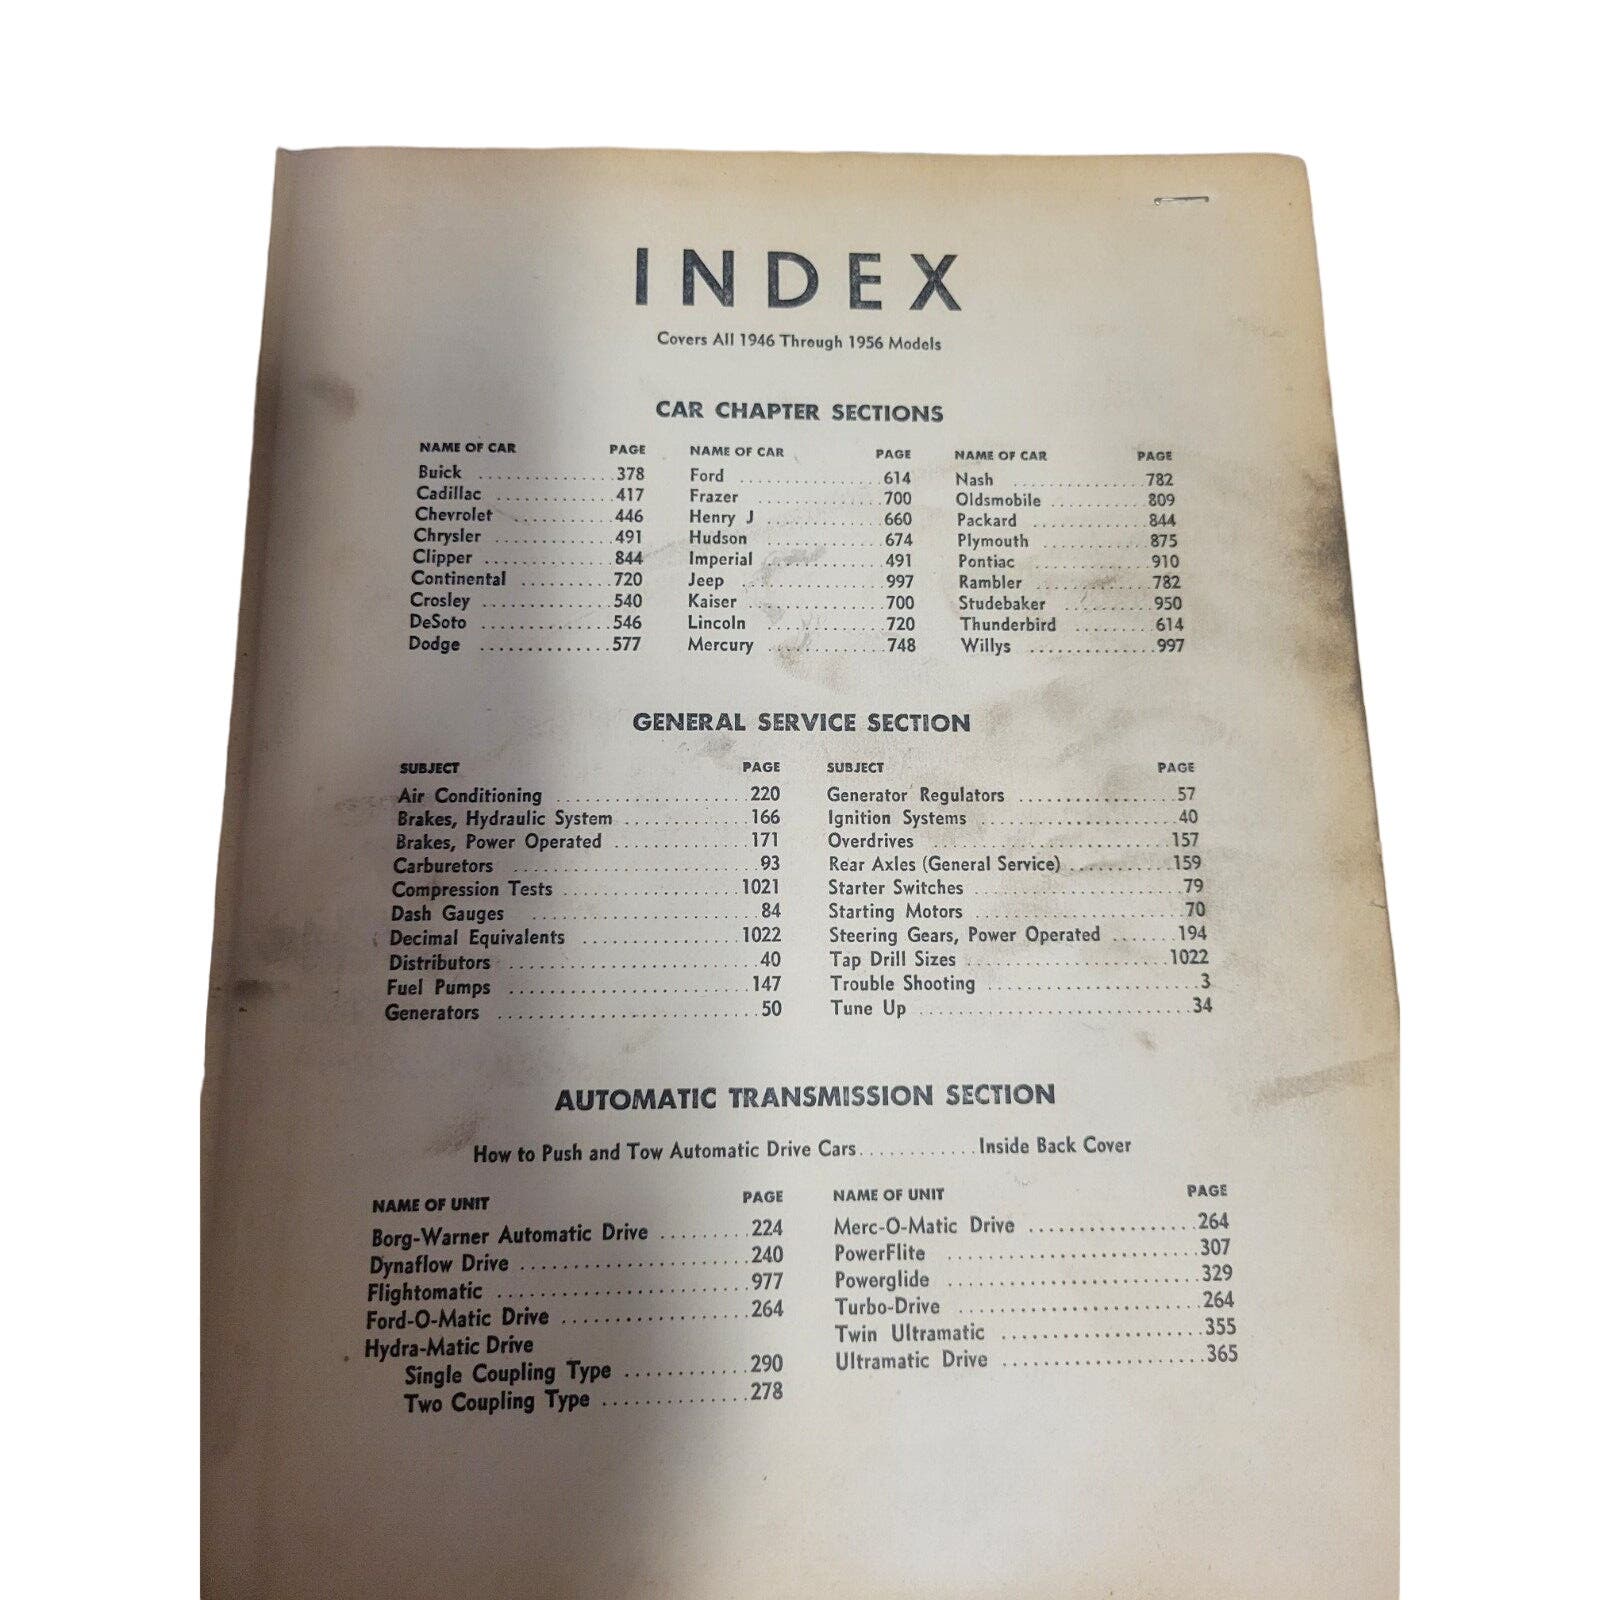 INDEX
Covers All 1946 Through 1956 Models
CAR CHAPTER SECTIONS
NAME OF CAR PAGE
Buick 378
Cadillac 417
Chevrolet 446
Chrysler 491
Clipper 844
Continental 720
Crosley 540
DeSoto 546
Dodge 577
NAME OF CAR PAGE
Ford 614
Frazer 700
Henry J 660
Hudson 674
Imperial 491
Jeep 997
Kaiser 700
Lincoln 720
Mercury 748
NAME OF CAR PAGE
Nash 782
Oldsmobile 809
Packard 844
Plymouth 875
Pontiac 910
Rambler 782
Studebaker 950
Thunderbird 614
Willys 997
GENERAL SERVICE SECTION
SUBJECT PAGE
Air Conditioning 220
Brakes, Hydraulic System 166
Brakes, Power Operated 171
Carburetors 93
Compression Tests 1021
Dash Gauges 84
Decimal Equivalents 1022
Distributors 40
Fuel Pumps 147
Generators 50
SUBJECT PAGE
Generator Regulators 57
Ignition Systems 40
Overdrives 157
Rear Axles (General Service) 159
Starter Switches 79
Starting Motors 70
Steering Gears, Power Operated 194
Tap Drill Sizes 1022
Trouble Shooting 3
Tune Up 34
AUTOMATIC TRANSMISSION SECTION
How to Push and Tow Automatic Drive Cars Inside Back Cover
NAME OF UNIT PAGE
Borg-Warner Automatic Drive 224
Dynaflow Drive 240
Flightomatic 977
Ford-O-Matic Drive 264
Hydra-Matic Drive
Single Coupling Type 290
Two Coupling Type 278
NAME OF UNIT PAGE
Merc-O-Matic Drive 264
PowerFlite 307
Powerglide 329
Turbo-Drive 264
Twin Ultramatic 355
Ultramatic Drive 365